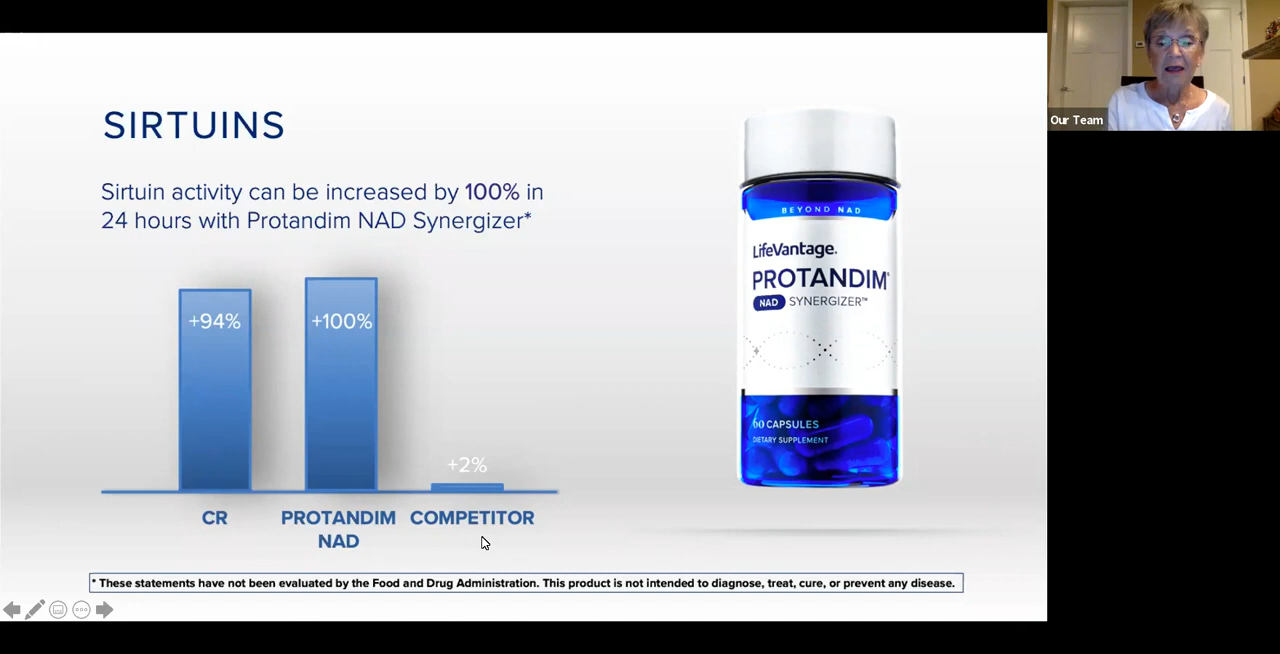 SIRTUINS
Sirtuin activity can be increased by 100% in
24 hours with Protandim NAD Synergizer*
+94%
+100%
+2%
CR
PROTANDIM
NAD
COMPETITOR
BEYOND NAD
LifeVantage.
PROTANDIM®
NAD SYNERGIZER™
60 CAPSULES
DIETARY SUPPLEMENT
* These statements have not been evaluated by the Food and Drug Administration. This product is not intended to diagnose, treat, cure, or prevent any disease.
Our Team